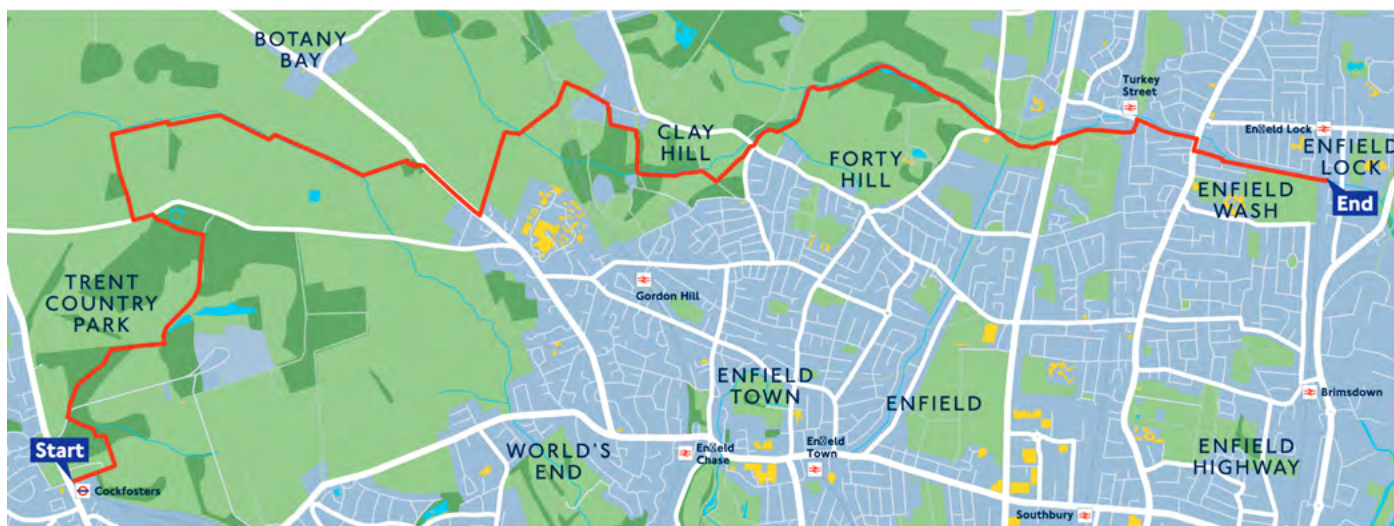 BOTANY
BAY
Turkey
Street
CLAY
HILL
FORTY
HILL
Enfield Lock
ENFIELD
LOCK
ENFIELD
WASH
End
TRENT
COUNTRY
PARK
Gordon Hill
ENFIELD
TOWN
ENFIELD
Brimsdown
Start
WORLD'S
END
Enfield
Chase
Enfield
Town
ENFIELD
HIGHWAY
Cockfosters
Southbury